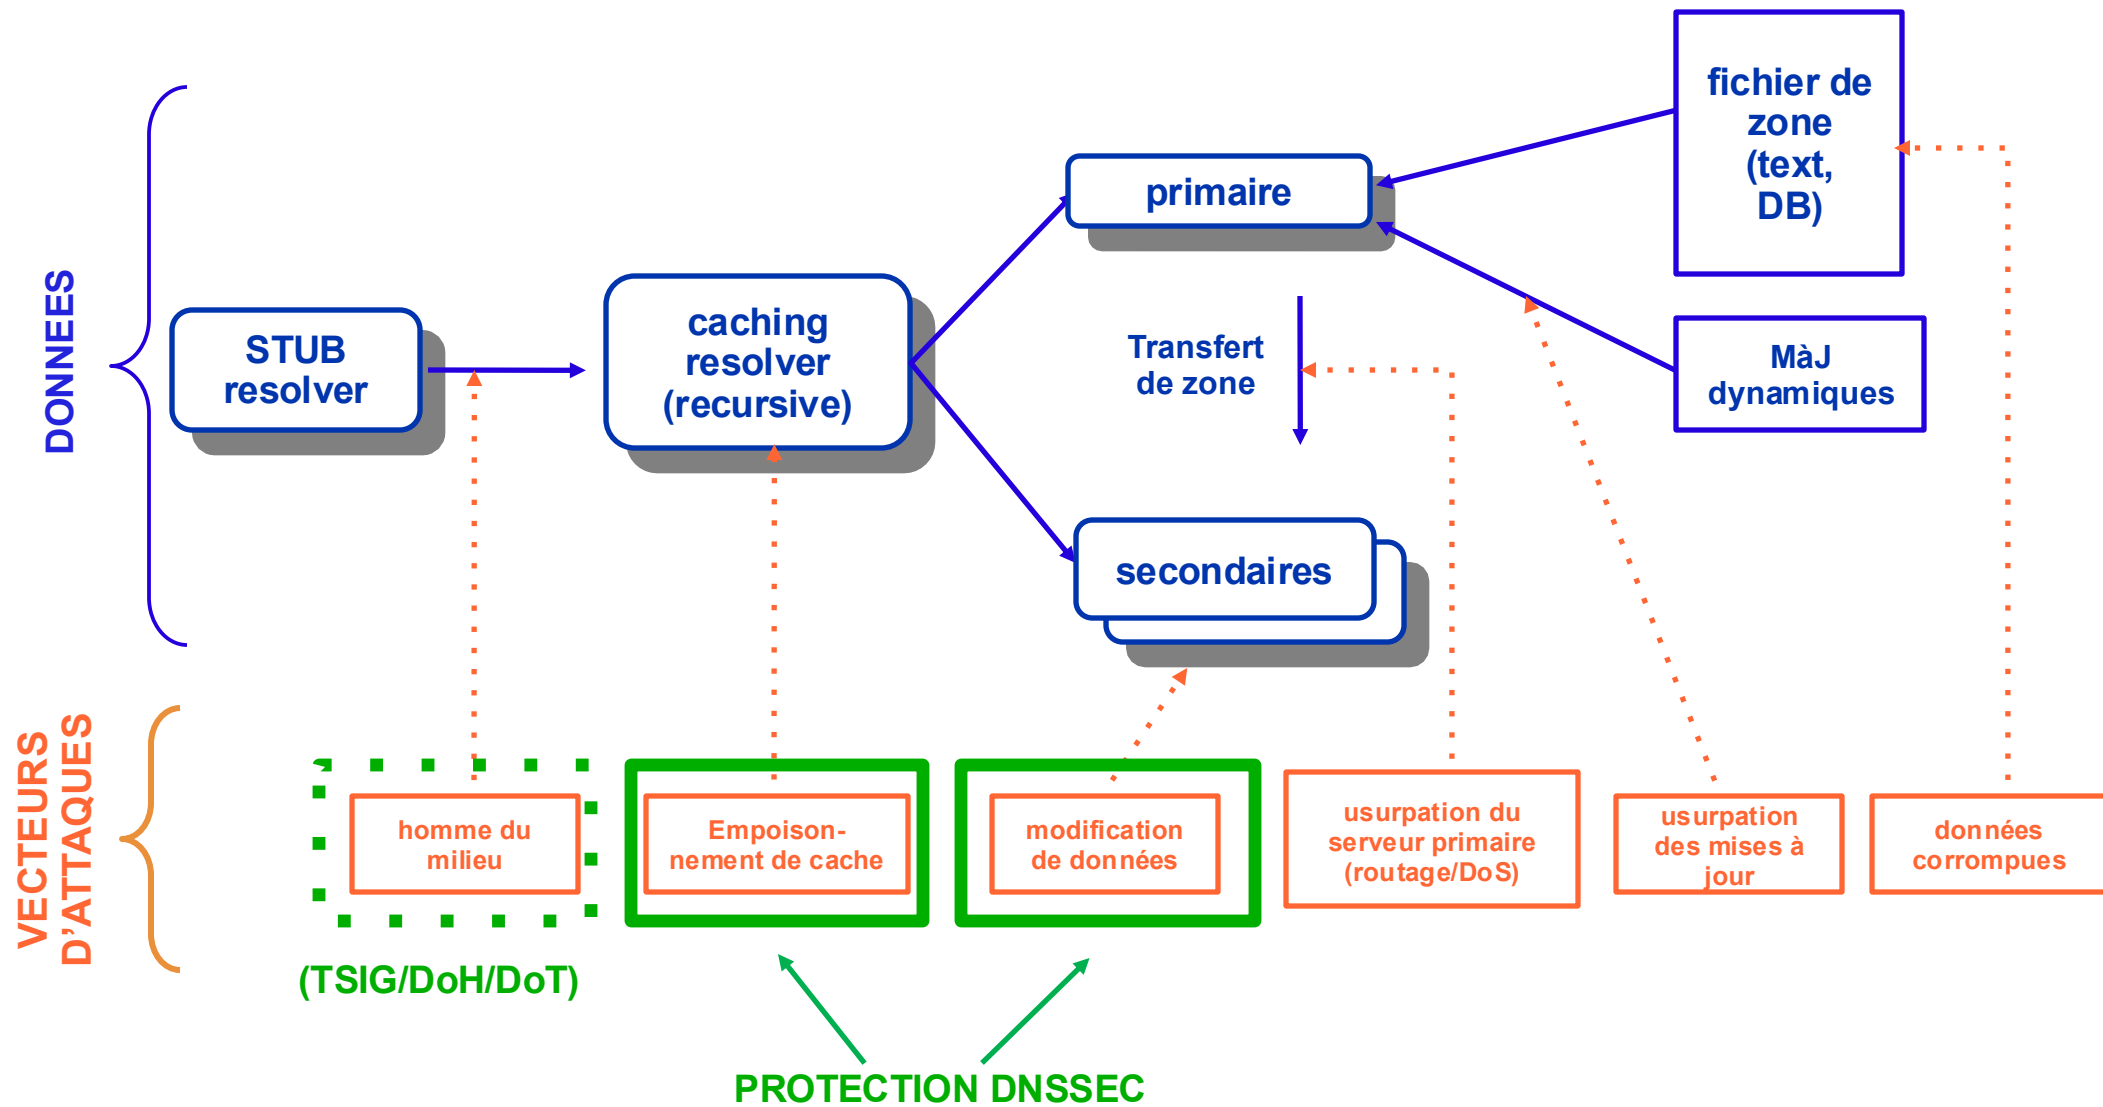 DONNEES
STUB
resolver
caching
resolver
(recursive)
primaire
Transfert
de zone
secondaires
fichier de
zone
(text,
DB)
MàJ
dynamiques
VECTEURS
D'ATTAQUES
homme du
milieu
Empoison-
nement de cache
modification
de données
usurpation du
serveur primaire
(routage/DoS)
usurpation
des mises à
jour
données
corrompues
(TSIG/DoH/DoT)
PROTECTION DNSSEC